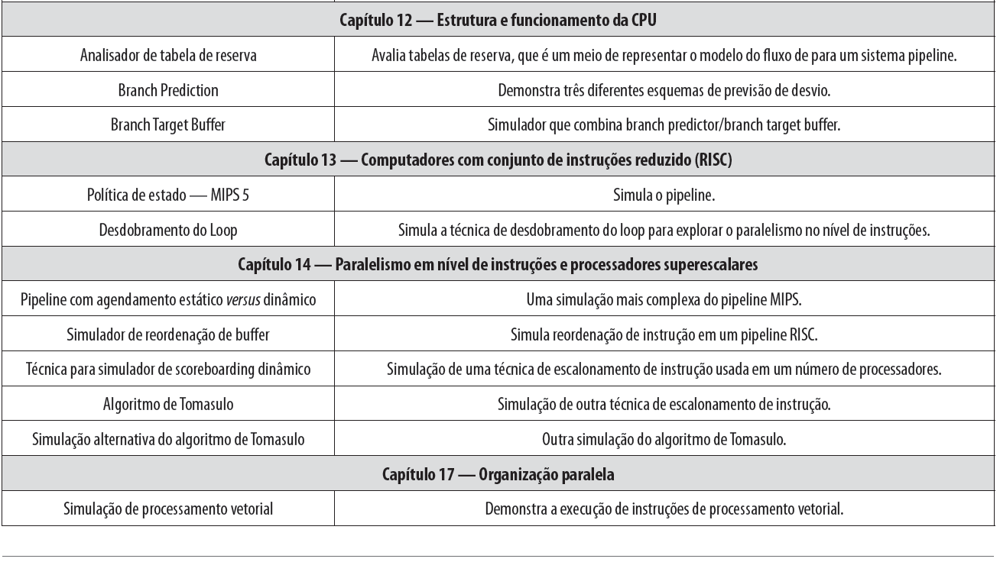 Capítulo 12 — Estrutura e funcionamento da CPU
Analisador de tabela de reserva
Avalia tabelas de reserva, que é um meio de representar o modelo do fluxo de para um sistema pipeline.
Branch Prediction
Demonstra três diferentes esquemas de previsão de desvio.
Branch Target Buffer
Simulador que combina branch predictor/branch target buffer.
Capítulo 13 — Computadores com conjunto de instruções reduzido (RISC)
Política de estado — MIPS 5
Simula o pipeline.
Desdobramento do Loop
Simula a técnica de desdobramento do loop para explorar o paralelismo no nível de instruções.
Capítulo 14 — Paralelismo em nível de instruções e processadores superescalares
Pipeline com agendamento estático versus dinâmico
Uma simulação mais complexa do pipeline MIPS.
Simulador de reordenação de buffer
Simula reordenação de instrução em um pipeline RISC.
Técnica para simulador de scoreboarding dinâmico
Simulação de uma técnica de escalonamento de instrução usada em um número de processadores.
Algoritmo de Tomasulo
Simulação de outra técnica de escalonamento de instrução.
Simulação alternativa do algoritmo de Tomasulo
Outra simulação do algoritmo de Tomasulo.
Capítulo 17 — Organização paralela
Simulação de processamento vetorial
Demonstra a execução de instruções de processamento vetorial.